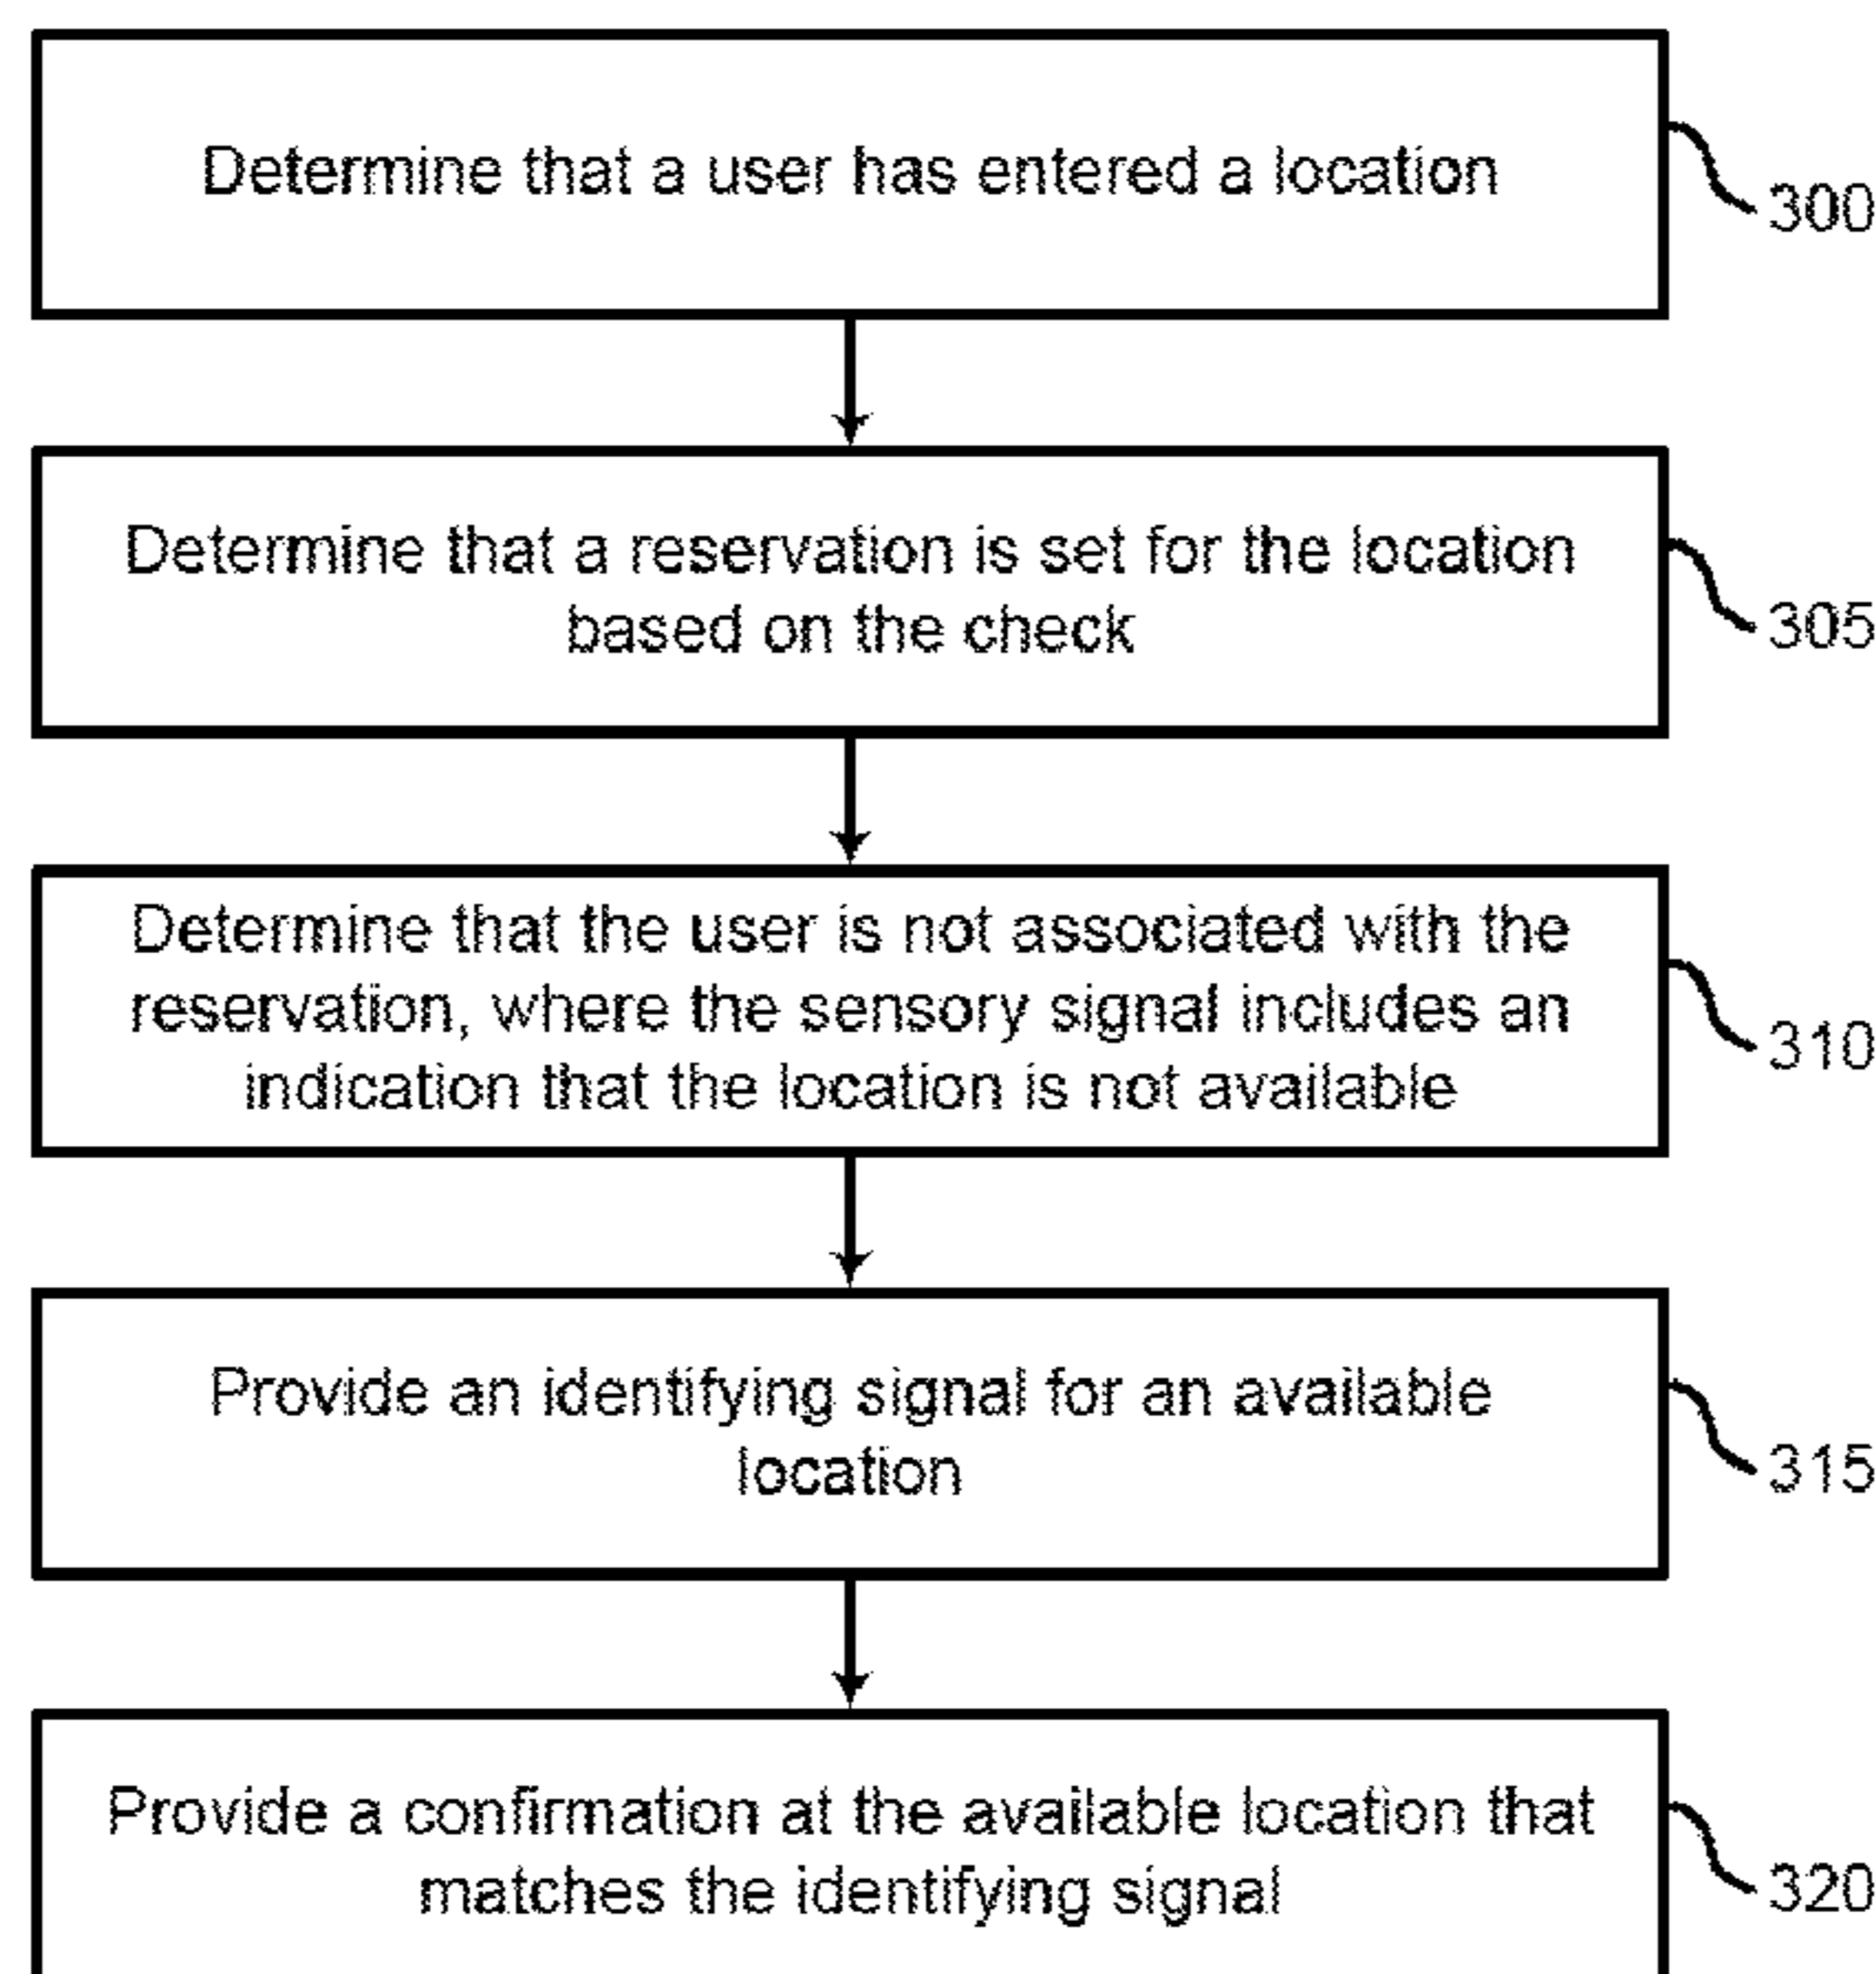 Determine that a user has entered a location
300
Determine that a reservation is set for the location
based on the check
305
Determine that the user is not associated with the
reservation, where the sensory signal includes an
indication that the location is not available
310
Provide an identifying signal for an available
location
315
Provide a confirmation at the available location that
matches the identifying signal
320